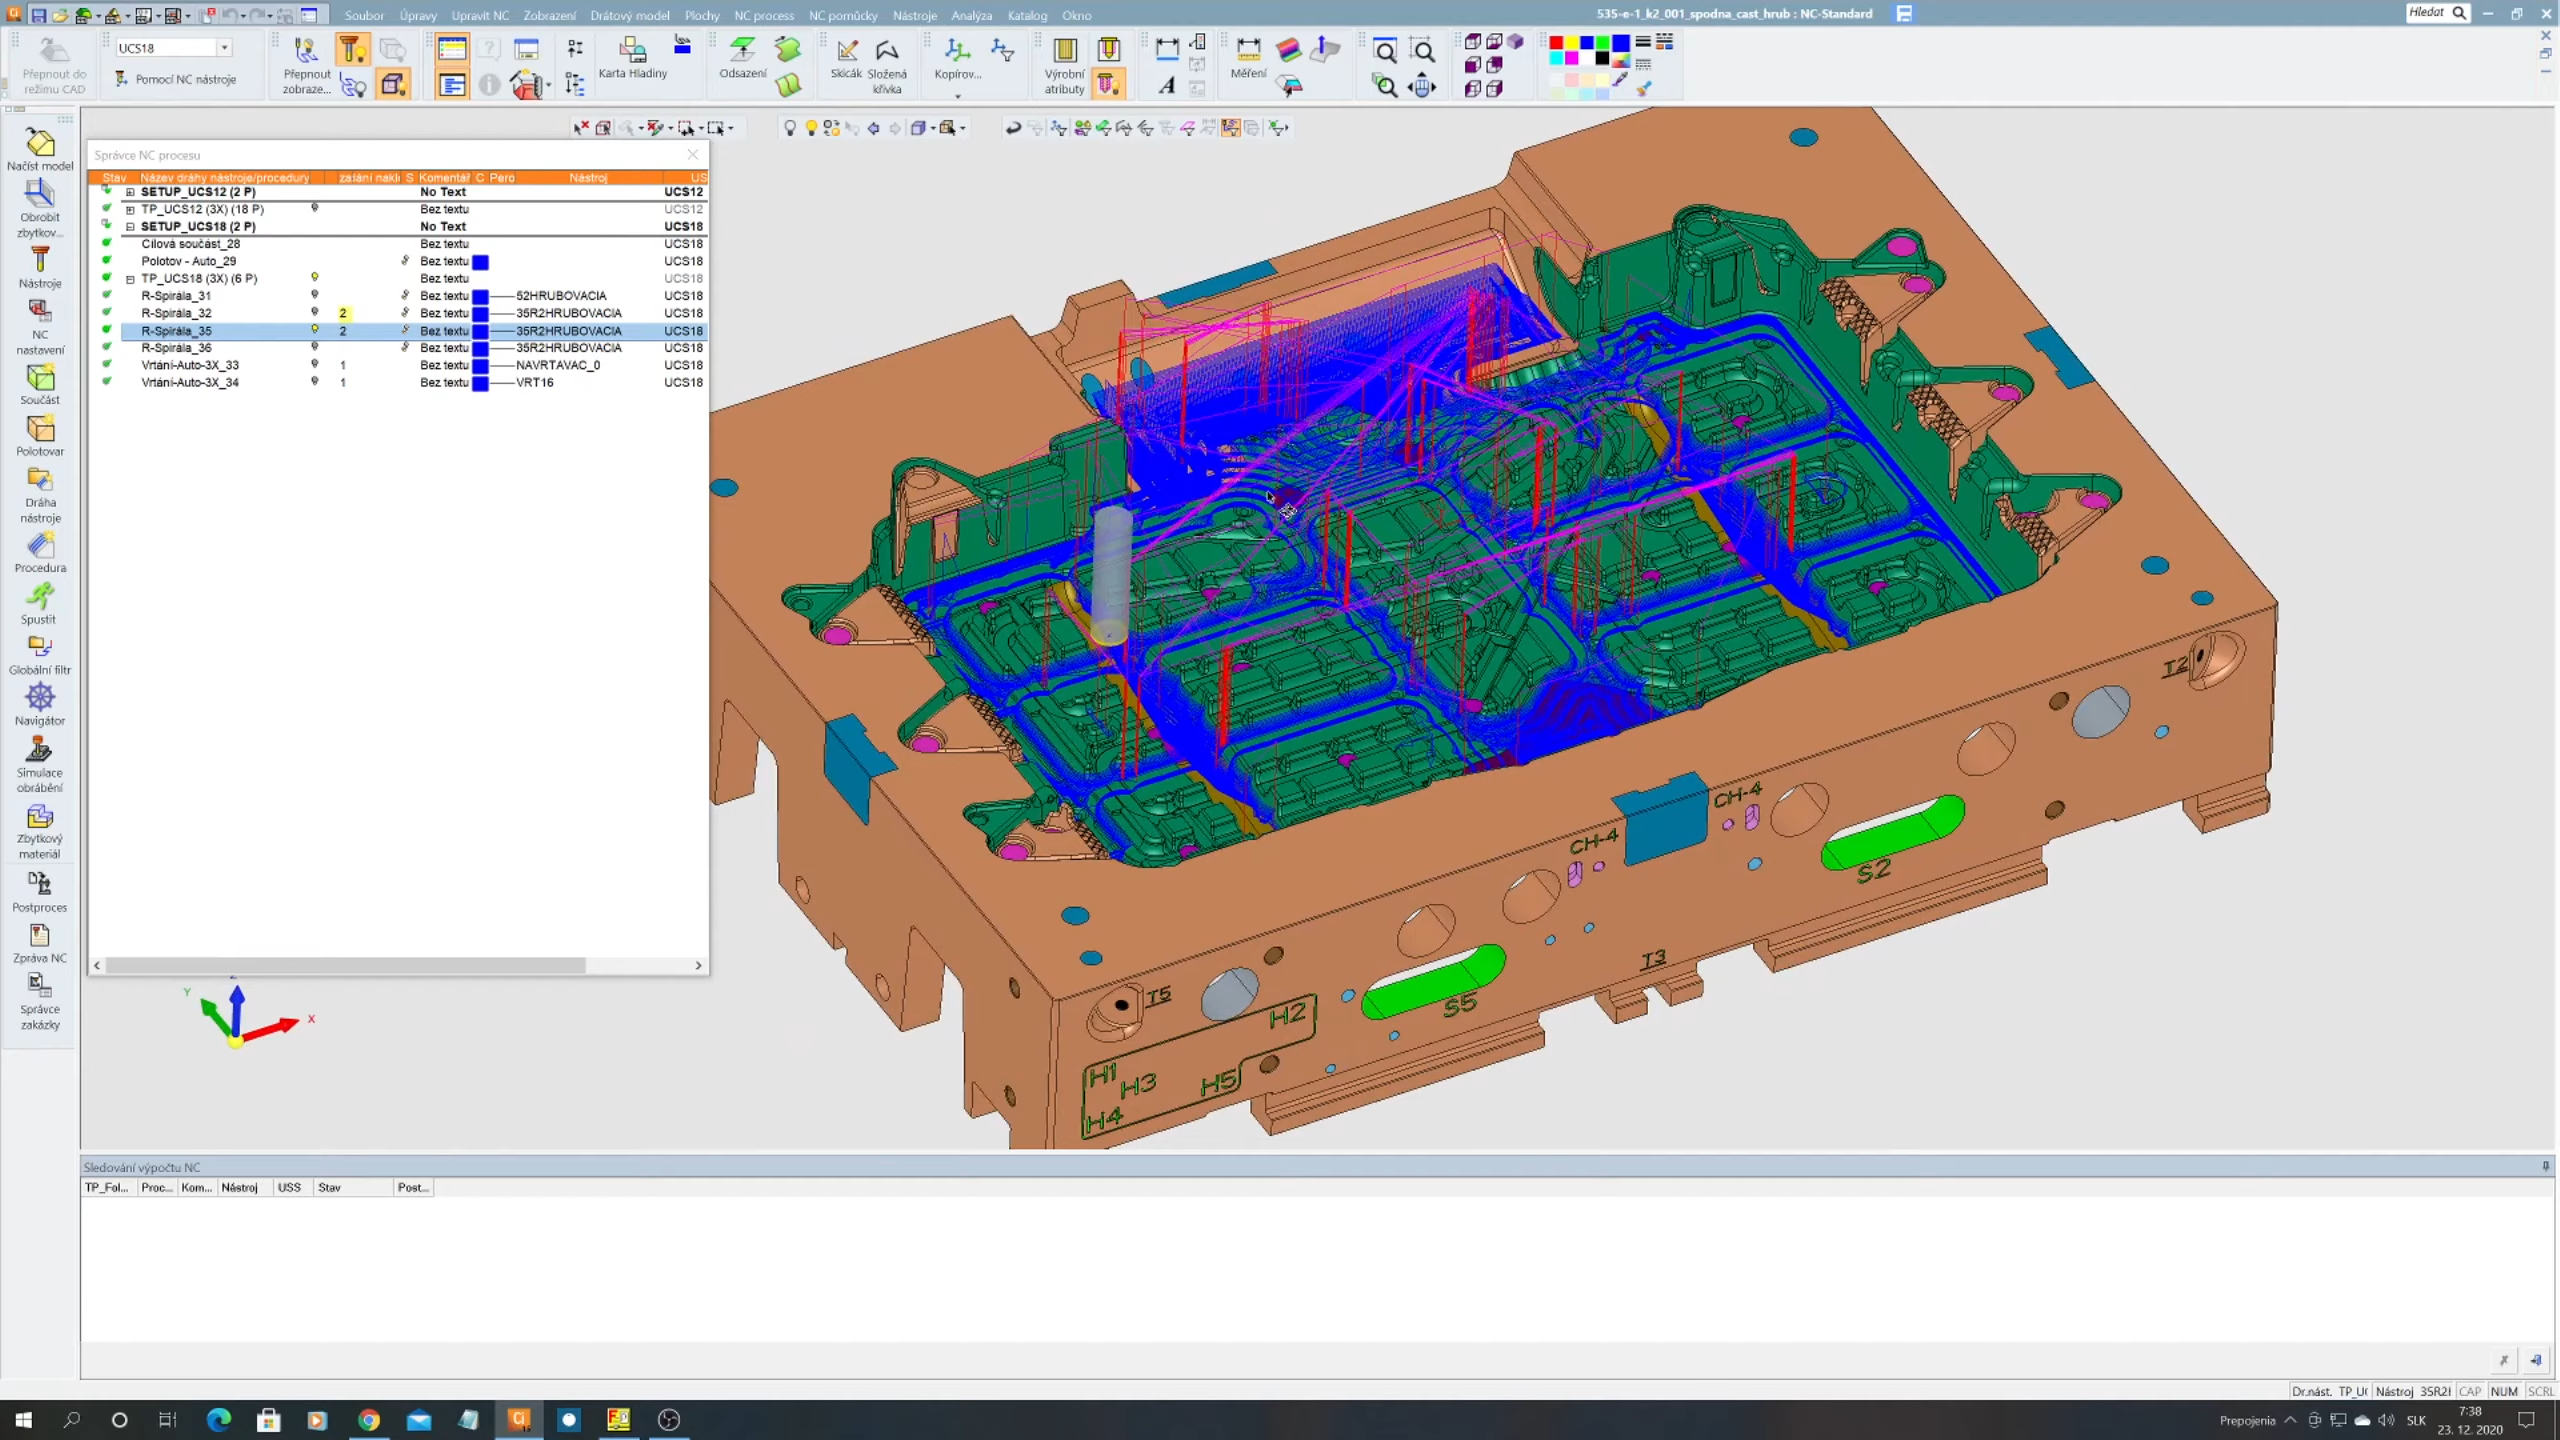 Soubor Úpravy Upravit NC Zobrazení Drátový model Plochy NC process NC pomůcky Nástroje Analýza Katalog Okno
535-e-1_k2_001_spodna_cast_hrub : NC-Standard
Hledat
Přepnout do
režimu CAD
UCS18
Pomocí NC nástroje
Přepnout
zobraze...
Karta Hladiny
Odsazení
Skicák
Složená
křivka
Kopírov...
Výrobní
atributy
Měření
Načíst model
Obrobit
zbytkov...
Nástroje
NC
nastavení
Součást
Polotovar
Dráha
nástroje
Procedura
Spustit
Globální filtr
Navigátor
Simulace
obrábění
Zbytkový
materiál
Postproces
Zpráva NC
Správce
zakázky
Správce NC procesu
Stav Název dráhy nástroje/procedury zafání nakl S Komentář C Pero Nástroj US
SETUP_UCS12 (2 P) No Text UCS12
TP_UCS12 (3X) (18 P) Bez textu UCS12
SETUP_UCS18 (2 P) No Text UCS18
Cílová součást_28 Bez textu UCS18
Polotov - Auto_29 Bez textu UCS18
TP_UCS18 (3X) (6 P) Bez textu UCS18
R-Spirála_31 Bez textu 52HRUBOVACIA UCS18
R-Spirála_32 2 Bez textu 35R2HRUBOVACIA UCS18
R-Spirála_35 2 Bez textu 35R2HRUBOVACIA UCS18
R-Spirála_36 Bez textu 35R2HRUBOVACIA UCS18
Vrtání-Auto-3X_33 1 Bez textu NAVRTAVAC_0 UCS18
Vrtání-Auto-3X_34 1 Bez textu VRT16 UCS18
Z
Y
X
T2
CH-4
CH-4
S2
T3
T5
S5
H2
H1
H3
H5
H4
Sledování výpočtu NC
TP_Fol... Proc... Kom... Nástroj USS Stav Post...
Dr.nást. TP_U Nástroj 35R2 CAP NUM SCRL
Prepojenia SLK
7:38
23. 12. 2020